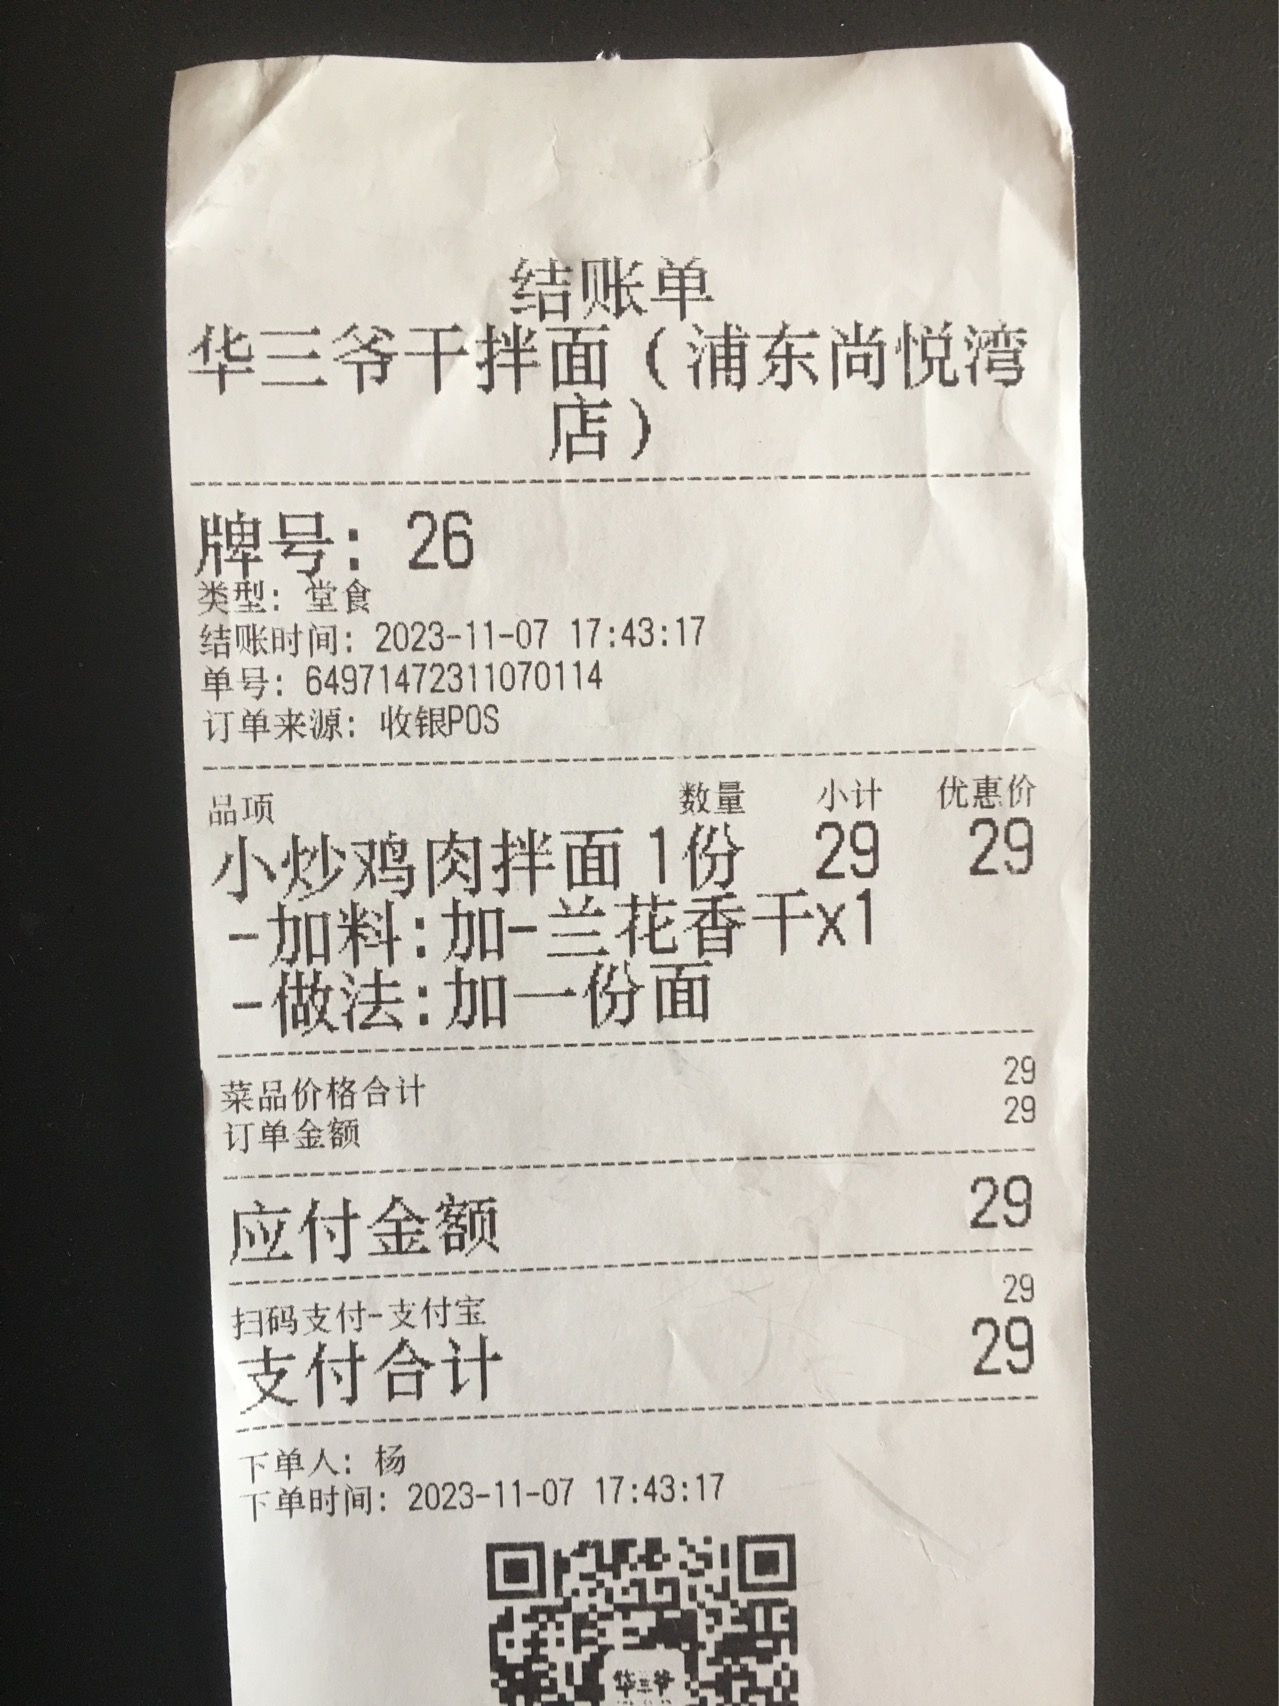 结账单
华三爷干拌面（浦东尚悦湾
店）
牌号：26
类型：堂食
结账时间：2023-11-07 17:43:17
单号：64971472311070114
订单来源：收银POS
品项 数量 小计 优惠价
小炒鸡肉拌面 1份 29 29
-加料:加-兰花香干x1
-做法:加一份面
菜品价格合计 29
订单金额 29
应付金额 29
扫码支付-支付宝 29
支付合计 29
下单人：杨
下单时间：2023-11-07 17:43:17
华三爷